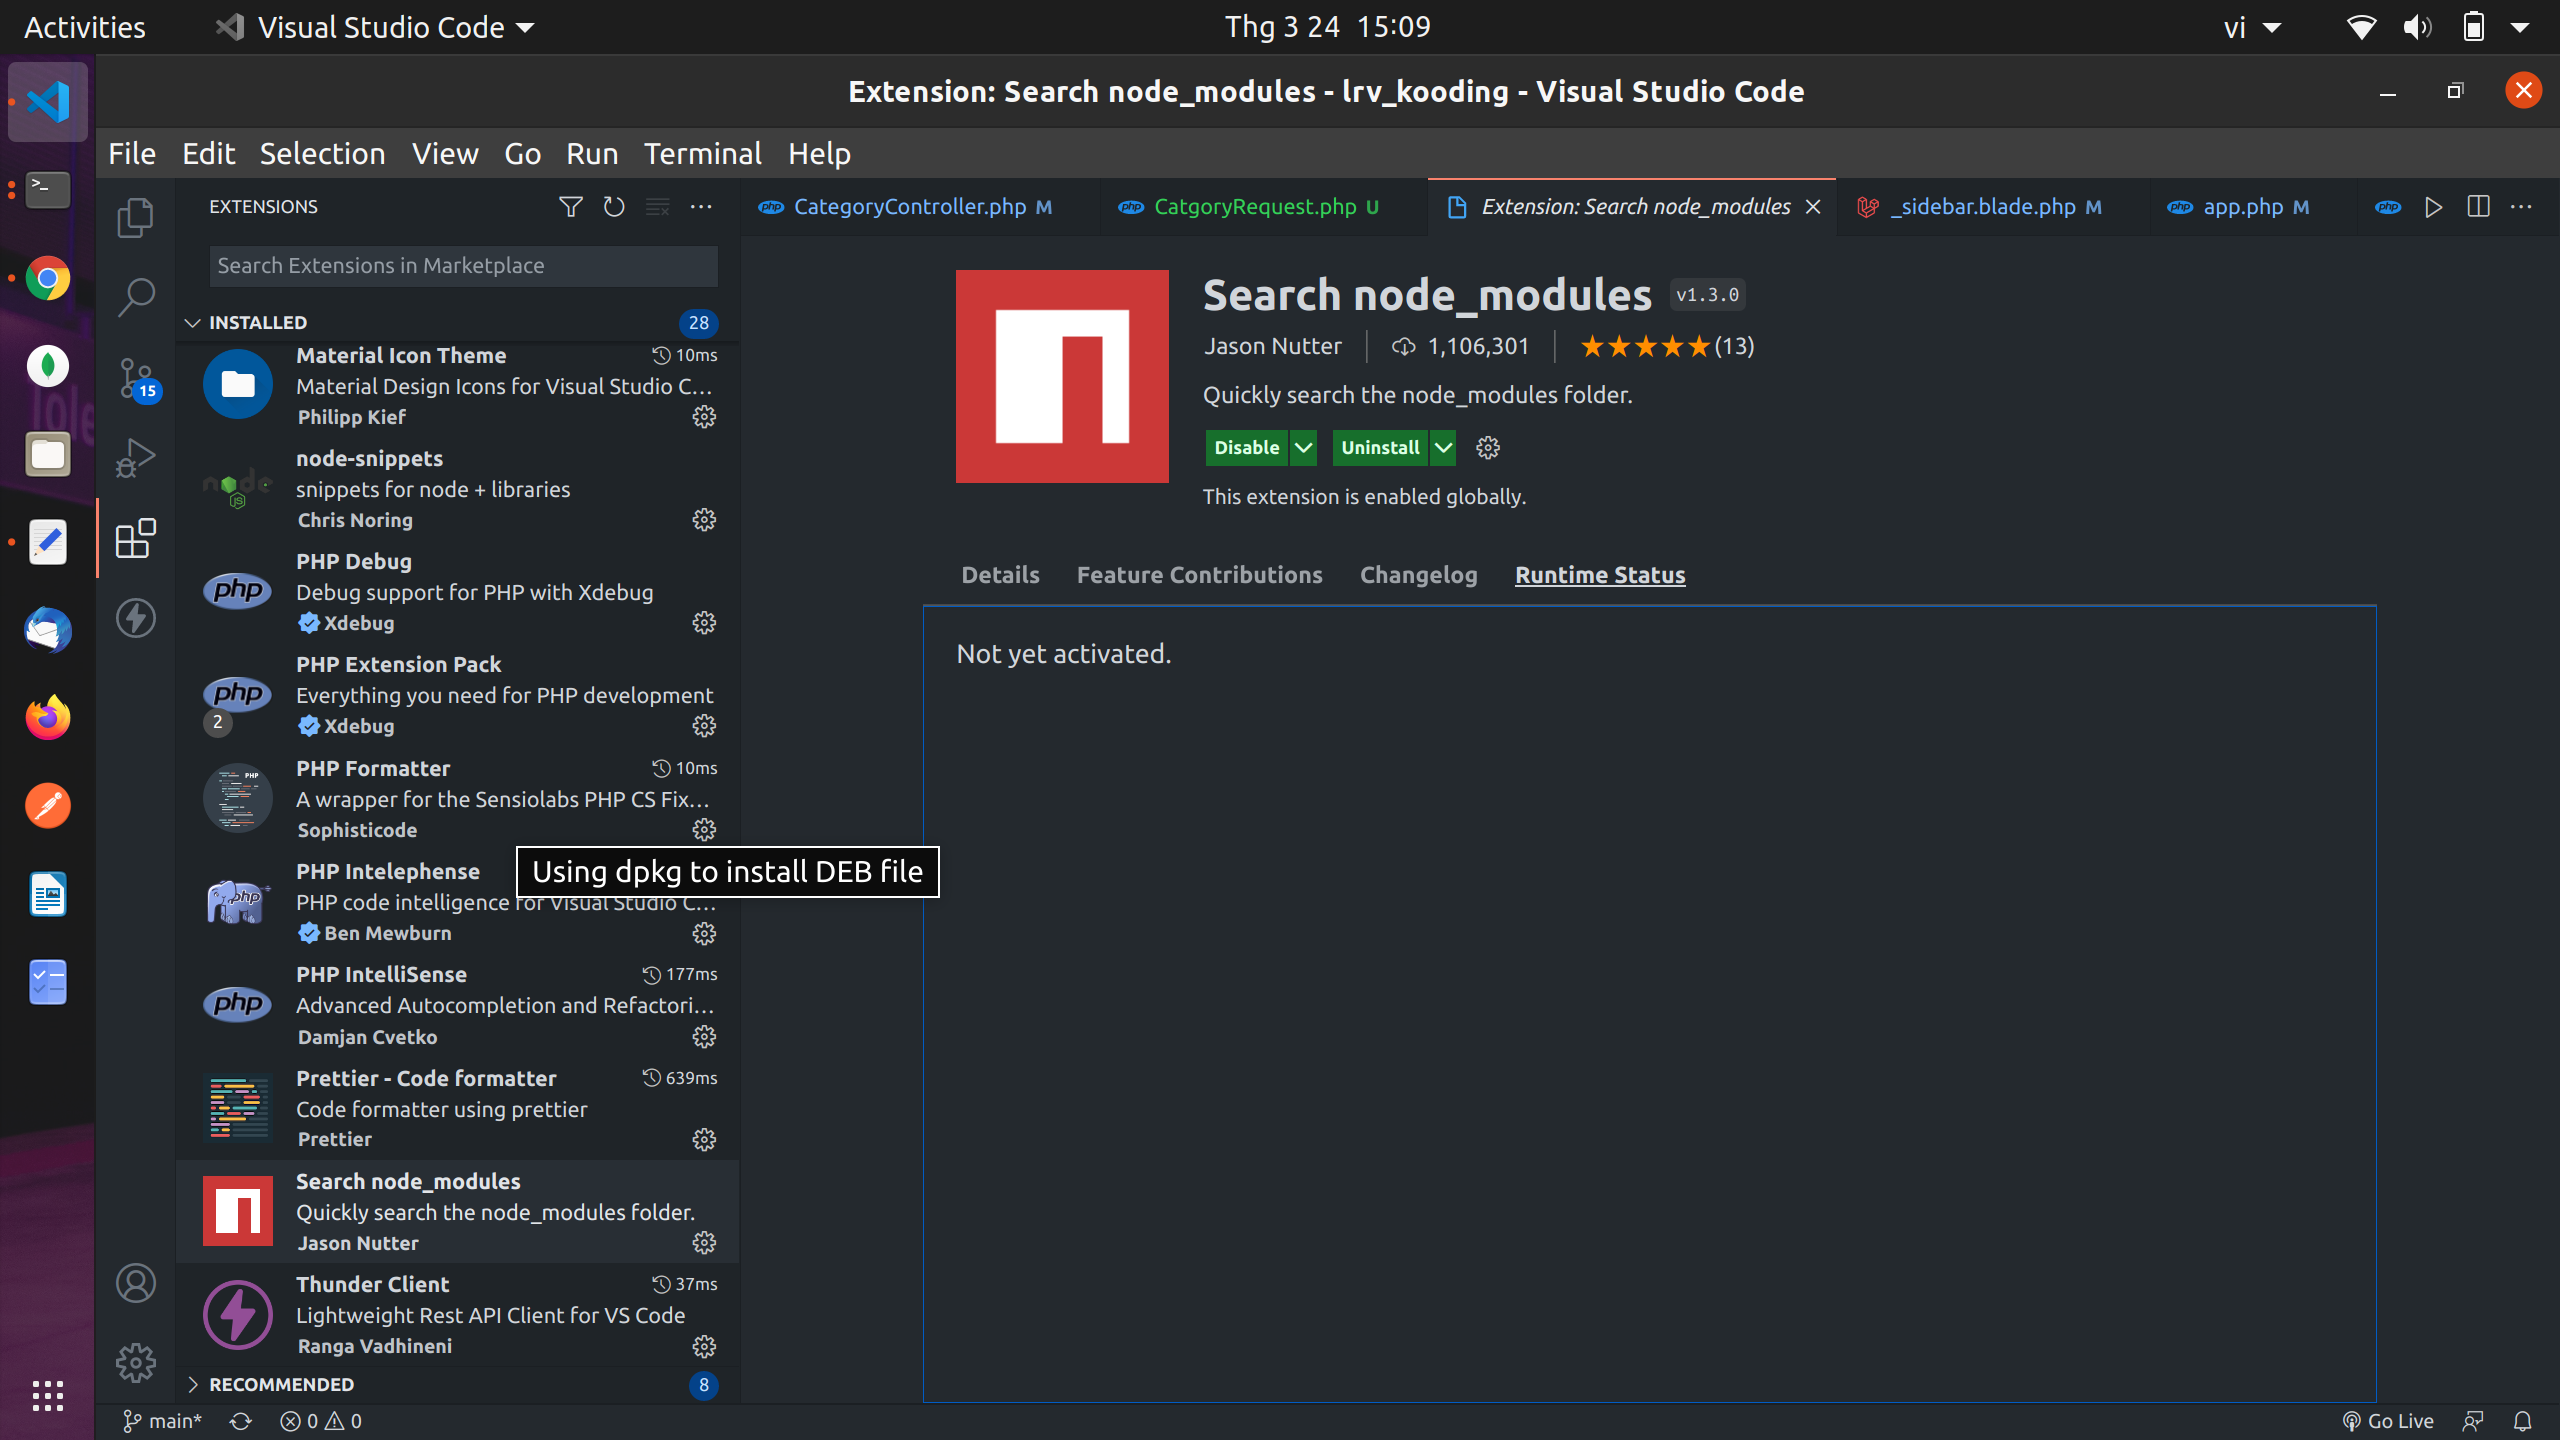 Activities
Visual Studio Code
Thg 3 24 15:09
vi
Extension: Search node_modules - lrv_kooding - Visual Studio Code
File Edit Selection View Go Run Terminal Help
EXTENSIONS
CategoryController.php M
CatgoryRequest.php U
Extension: Search node_modules
_sidebar.blade.php M
app.php M
Search Extensions in Marketplace
INSTALLED 28
Material Icon Theme 10ms
Material Design Icons for Visual Studio C...
Philipp Kief
node-snippets
snippets for node + libraries
Chris Noring
PHP Debug
Debug support for PHP with Xdebug
Xdebug
PHP Extension Pack
Everything you need for PHP development
2
Xdebug
PHP Formatter 10ms
A wrapper for the Sensiolabs PHP CS Fix...
Sophisticode
PHP Intelephense
Using dpkg to install DEB file
PHP code intelligence for Visual Studio C...
Ben Mewburn
PHP IntelliSense 177ms
Advanced Autocompletion and Refactori...
Damjan Cvetko
Prettier - Code formatter 639ms
Code formatter using prettier
Prettier
Search node_modules
Quickly search the node_modules folder.
Jason Nutter
Thunder Client 37ms
Lightweight Rest API Client for VS Code
Ranga Vadhineni
RECOMMENDED 8
15
Search node_modules v1.3.0
Jason Nutter 1,106,301 (13)
Quickly search the node_modules folder.
Disable Uninstall
This extension is enabled globally.
Details Feature Contributions Changelog Runtime Status
Not yet activated.
main* 0 0
Go Live